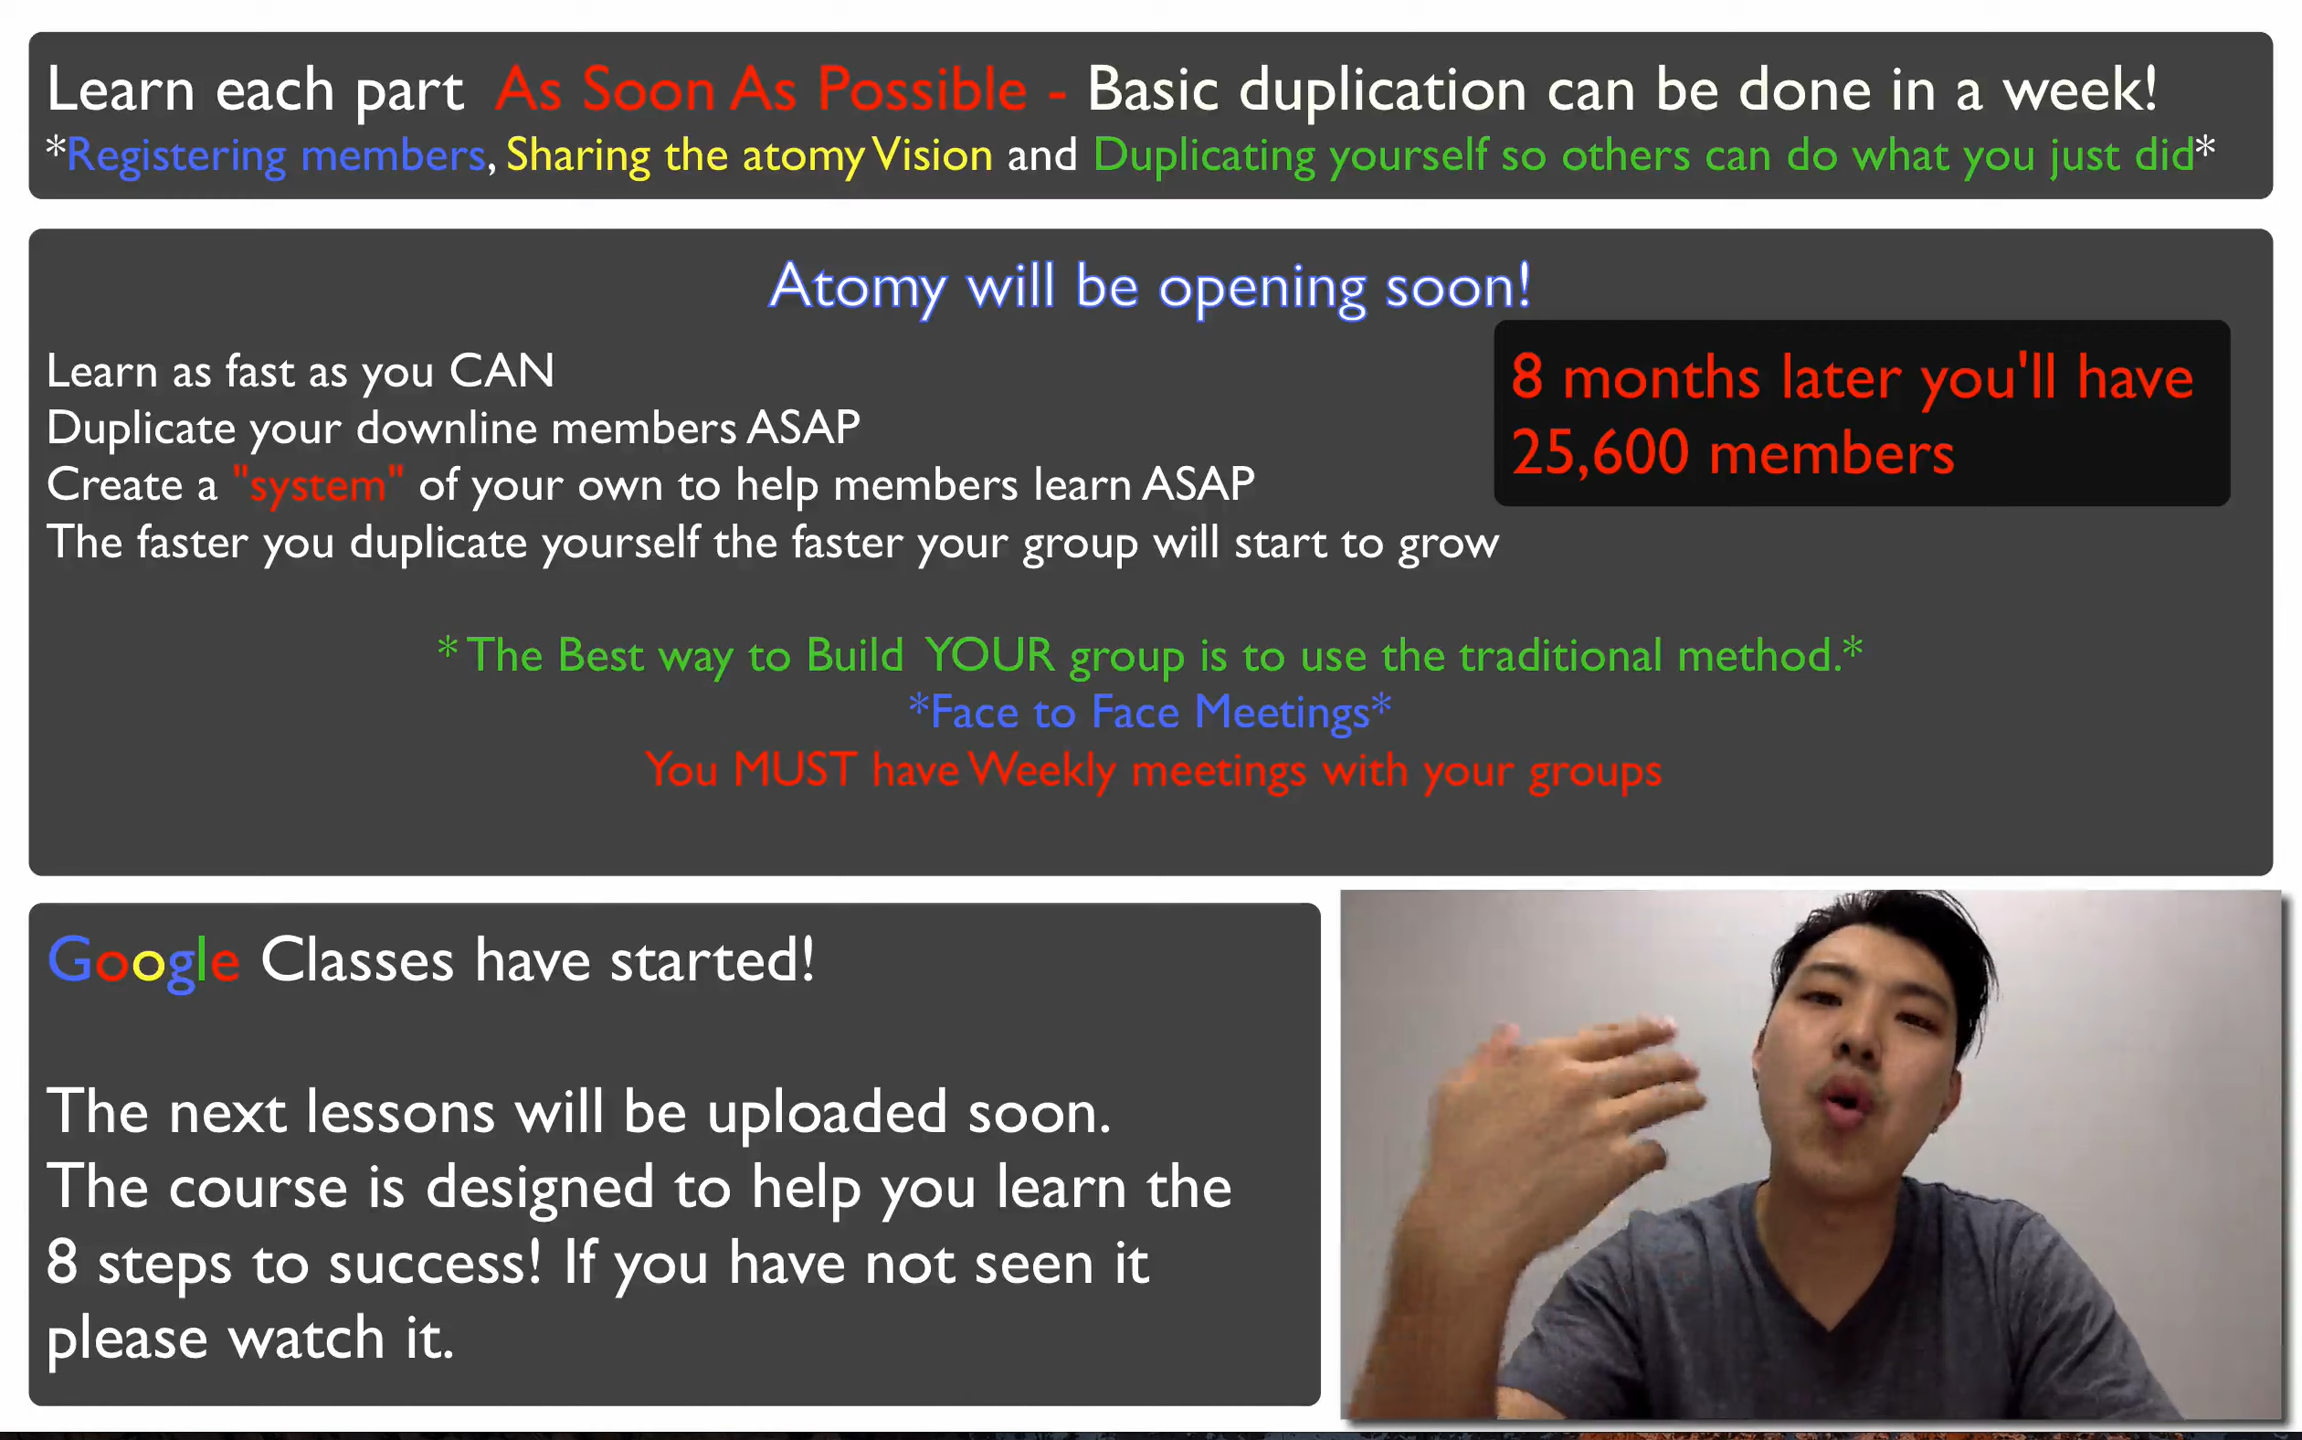 Learn each part As Soon As Possible - Basic duplication can be done in a week!
*Registering members, Sharing the atomy Vision and Duplicating yourself so others can do what you just did*
Atomy will be opening soon!
Learn as fast as you CAN
Duplicate your downline members ASAP
Create a "system" of your own to help members learn ASAP
The faster you duplicate yourself the faster your group will start to grow
8 months later you'll have
25,600 members
* The Best way to Build YOUR group is to use the traditional method.*
*Face to Face Meetings*
You MUST have Weekly meetings with your groups
Google Classes have started!
The next lessons will be uploaded soon.
The course is designed to help you learn the
8 steps to success! If you have not seen it
please watch it.